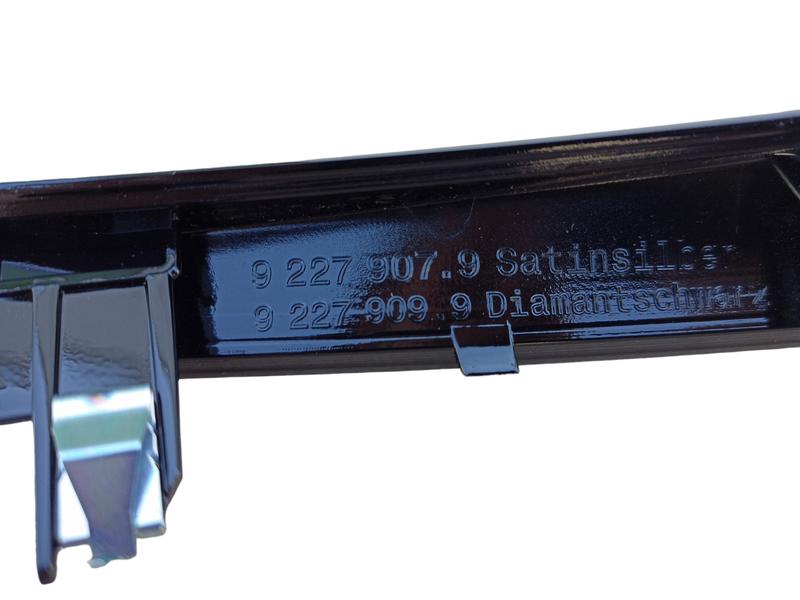 9 227 907.9 Satinsilber
9 227 909.9 Diamantschwarz